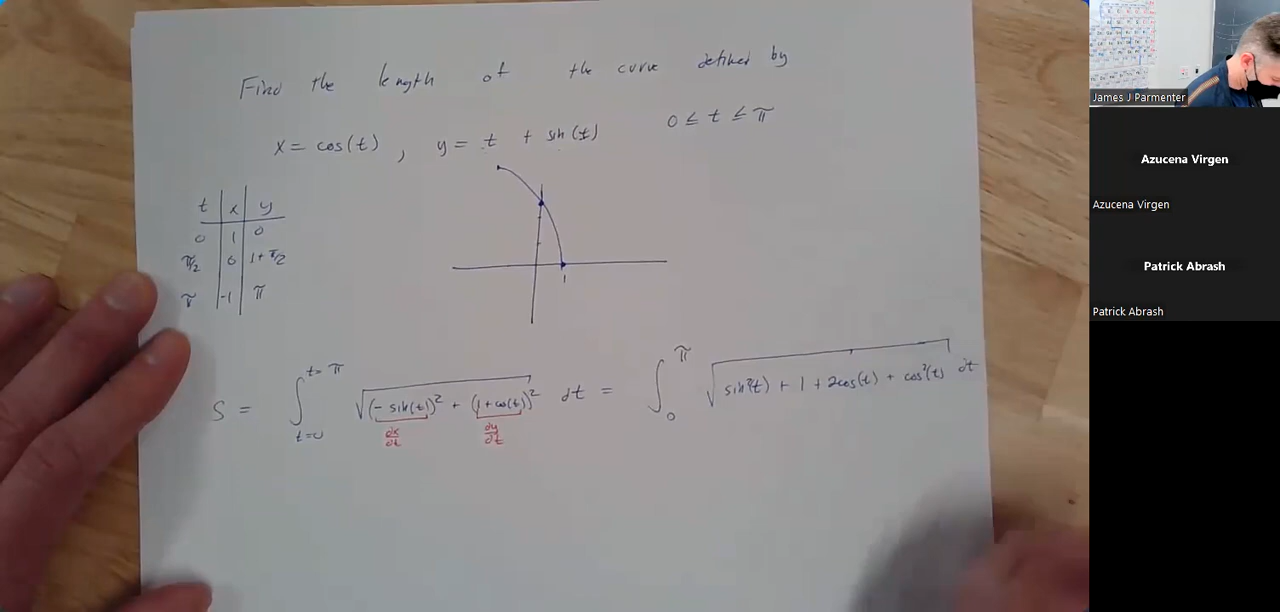 Find the length of the curve defined by
x = cos(t) , y = t + sin(t) 0 ≤ t ≤ π
t x y
0 1 0
π/2 0 1+π/2
π -1 π
1
S = ∫ t=0 t=π √((-sin(t))² + (1+cos(t))²) dt = ∫ 0 π √(sin²(t) + 1 + 2cos(t) + cos²(t)) dt
dx/dt dy/dt
James J Parmenter
Azucena Virgen
Azucena Virgen
Patrick Abrash
Patrick Abrash